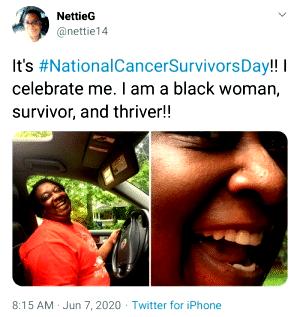 NettieG
@nettie14
It's #NationalCancerSurvivorsDay!! I
celebrate me. I am a black woman,
survivor, and thriver!!
8:15 AM · Jun 7, 2020 · Twitter for iPhone